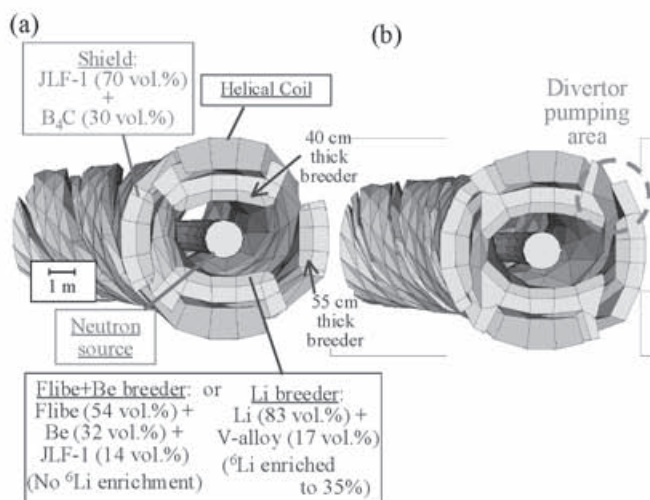 (a)
Shield:
JLF-1 (70 vol.%)
+
B₄C (30 vol.%)
Helical Coil
40 cm
thick
breeder
1 m
Neutron
source
55 cm
thick
breeder
Flibe+Be breeder: or
Flibe (54 vol.%) +
Be (32 vol.%) +
JLF-1 (14 vol.%)
(No ⁶Li enrichment)
Li breeder:
Li (83 vol.%) +
V-alloy (17 vol.%)
(⁶Li enriched
to 35%)
(b)
Divertor
pumping
area